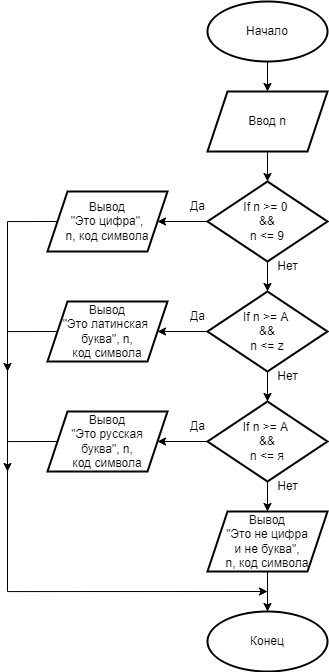 Начало
Ввод n
If n >= 0
&&
n <= 9
Да
Вывод
"Это цифра",
n, код символа
Нет
If n >= A
&&
n <= z
Да
Вывод
"Это латинская
буква", n,
код символа
Нет
If n >= А
&&
n <= я
Да
Вывод
"Это русская
буква", n,
код символа
Нет
Вывод
"Это не цифра
и не буква",
n, код символа
Конец